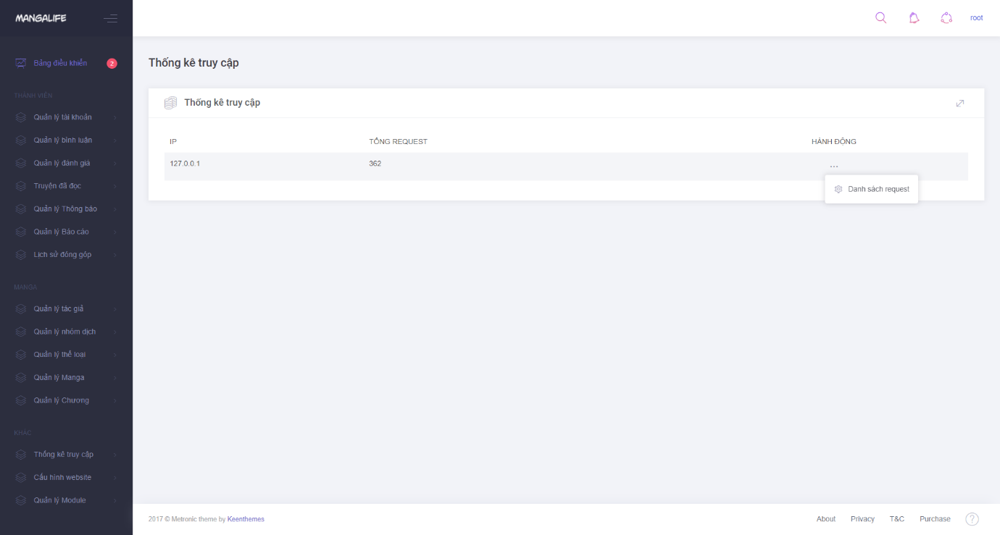 MANGALIFE
root
Bảng điều khiển
2
THÀNH VIÊN
Quản lý tài khoản
Quản lý bình luận
Quản lý đánh giá
Truyện đã đọc
Quản lý Thông báo
Quản lý Báo cáo
Lịch sử đóng góp
MANGA
Quản lý tác giả
Quản lý nhóm dịch
Quản lý thể loại
Quản lý Manga
Quản lý Chương
KHÁC
Thống kê truy cập
Cấu hình website
Quản lý Module
Thống kê truy cập
Thống kê truy cập
IP TỔNG REQUEST HÀNH ĐỘNG
127.0.0.1 362 ...
Danh sách request
2017 © Metronic theme by Keenthemes
About Privacy T&C Purchase ?